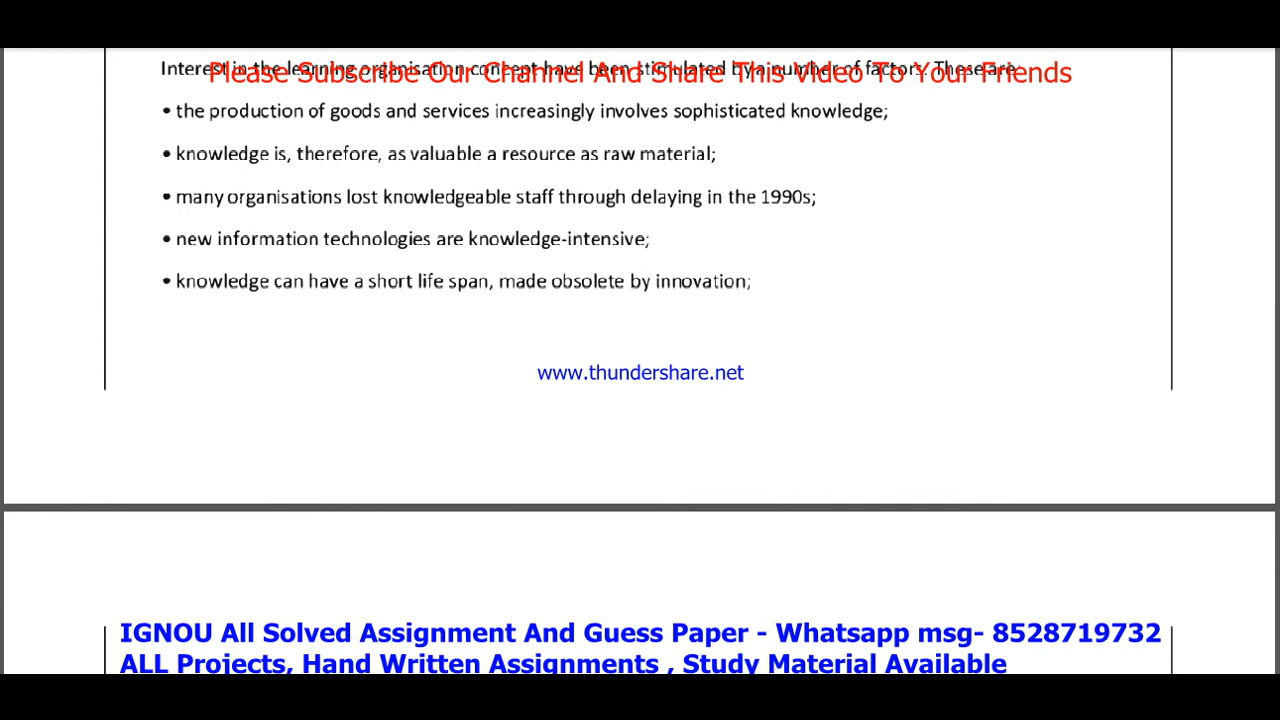 Interest in the learning organisation concept have been stimulated by a number of factors. These are
Please Subscribe Our Channel And Share This Video To Your Friends
• the production of goods and services increasingly involves sophisticated knowledge;
• knowledge is, therefore, as valuable a resource as raw material;
• many organisations lost knowledgeable staff through delaying in the 1990s;
• new information technologies are knowledge-intensive;
• knowledge can have a short life span, made obsolete by innovation;
www.thundershare.net
IGNOU All Solved Assignment And Guess Paper - Whatsapp msg- 8528719732
ALL Projects, Hand Written Assignments , Study Material Available